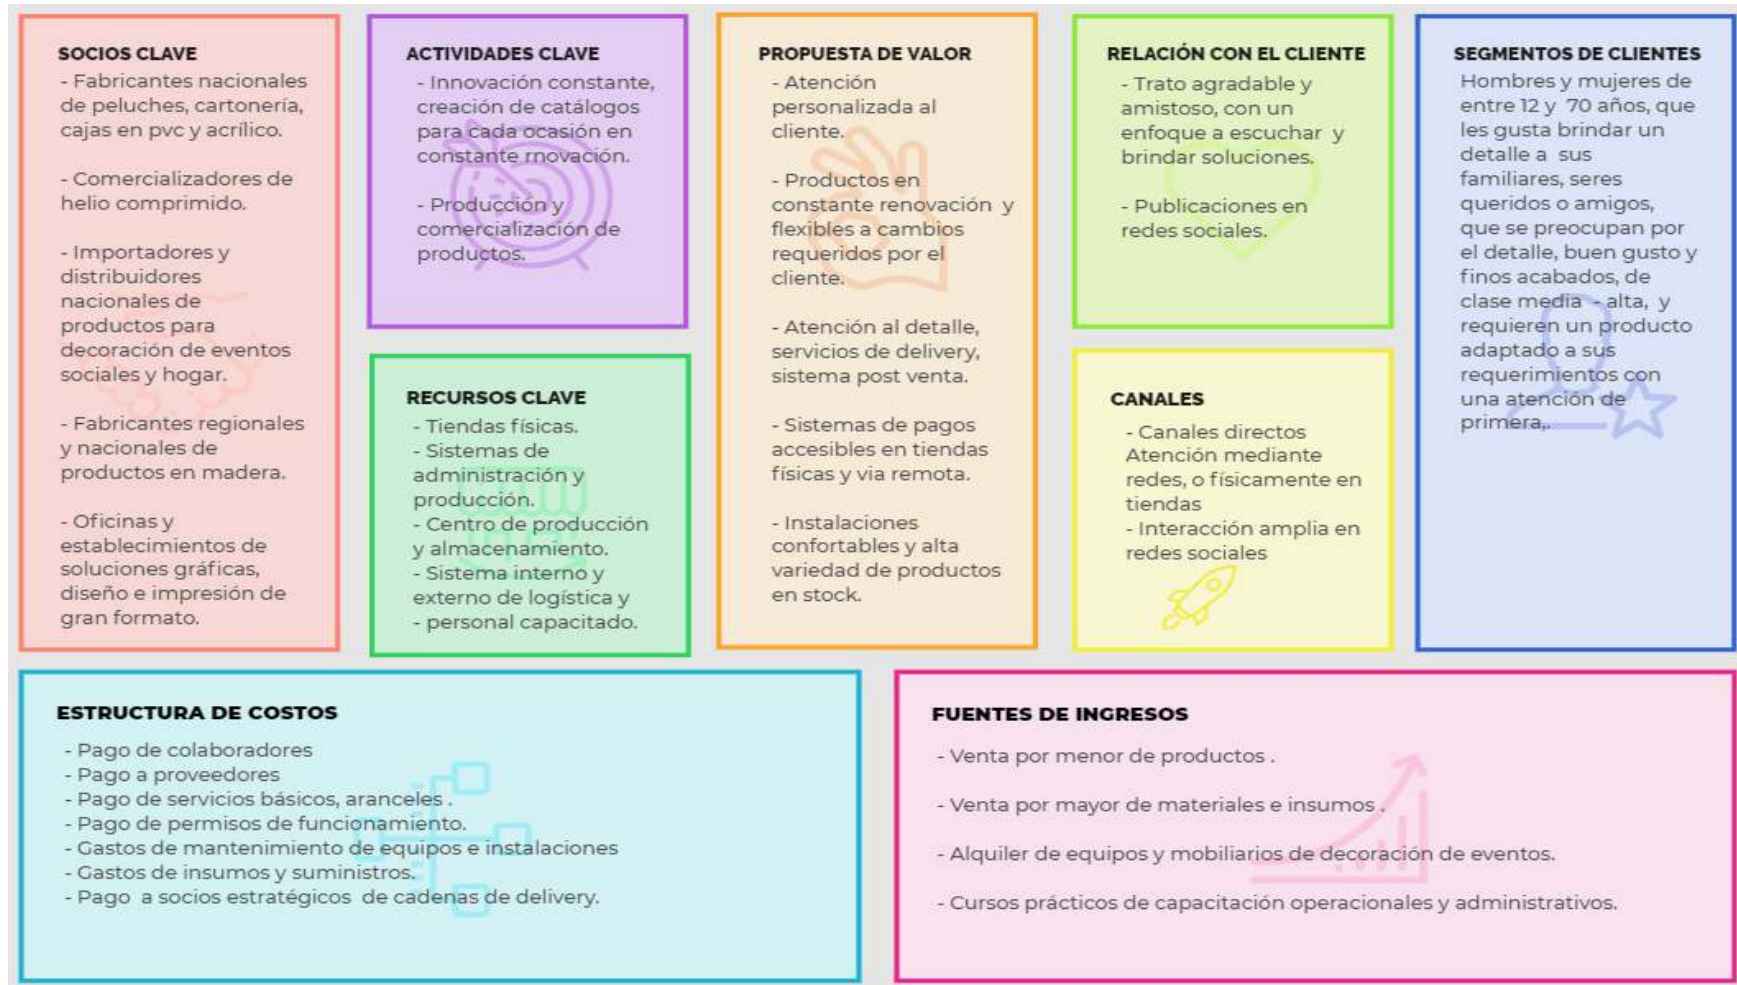 SOCIOS CLAVE
- Fabricantes nacionales
de peluches, cartonería,
cajas en pvc y acrílico.
- Comercializadores de
helio comprimido.
- Importadores y
distribuidores
nacionales de
productos para
decoración de eventos
sociales y hogar.
- Fabricantes regionales
y nacionales de
productos en madera.
- Oficinas y
establecimientos de
soluciones gráficas,
diseño e impresión de
gran formato.
ACTIVIDADES CLAVE
- Innovación constante,
creación de catálogos
para cada ocasión en
constante rnovación.
- Producción y
comercialización de
productos.
RECURSOS CLAVE
- Tiendas físicas.
- Sistemas de
administración y
producción.
- Centro de producción
y almacenamiento.
- Sistema interno y
externo de logística y
- personal capacitado.
PROPUESTA DE VALOR
- Atención
personalizada al
cliente.
- Productos en
constante renovación y
flexibles a cambios
requeridos por el
cliente.
- Atención al detalle,
servicios de delivery,
sistema post venta.
- Sistemas de pagos
accesibles en tiendas
físicas y via remota.
- Instalaciones
confortables y alta
variedad de productos
en stock.
RELACIÓN CON EL CLIENTE
- Trato agradable y
amistoso, con un
enfoque a escuchar y
brindar soluciones.
- Publicaciones en
redes sociales.
CANALES
- Canales directos
Atención mediante
redes, o físicamente en
tiendas
- Interacción amplia en
redes sociales
SEGMENTOS DE CLIENTES
Hombres y mujeres de
entre 12 y 70 años, que
les gusta brindar un
detalle a sus
familiares, seres
queridos o amigos,
que se preocupan por
el detalle, buen gusto y
finos acabados, de
clase media - alta, y
requieren un producto
adaptado a sus
requerimientos con
una atención de
primera,.
ESTRUCTURA DE COSTOS
- Pago de colaboradores
- Pago a proveedores
- Pago de servicios básicos, aranceles .
- Pago de permisos de funcionamiento.
- Gastos de mantenimiento de equipos e instalaciones
- Gastos de insumos y suministros.
- Pago a socios estratégicos de cadenas de delivery.
FUENTES DE INGRESOS
- Venta por menor de productos .
- Venta por mayor de materiales e insumos .
- Alquiler de equipos y mobiliarios de decoración de eventos.
- Cursos prácticos de capacitación operacionales y administrativos.